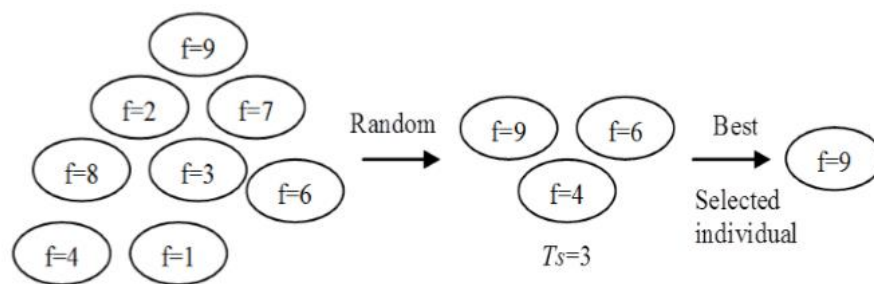 f=9
f=2
f=7
f=8
f=3
f=6
f=4
f=1
Random
f=9
f=6
f=4
Ts=3
Best
Selected
individual
f=9